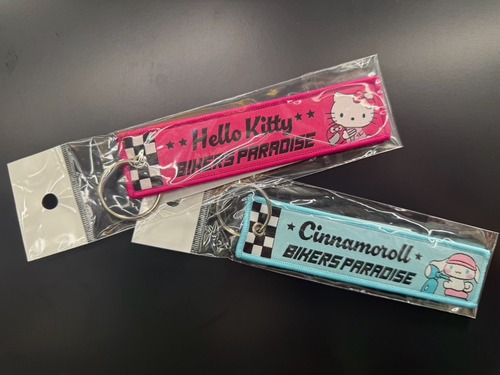 Hello Kitty
BIKERS PARADISE
Cinnamoroll
BIKERS PARADISE